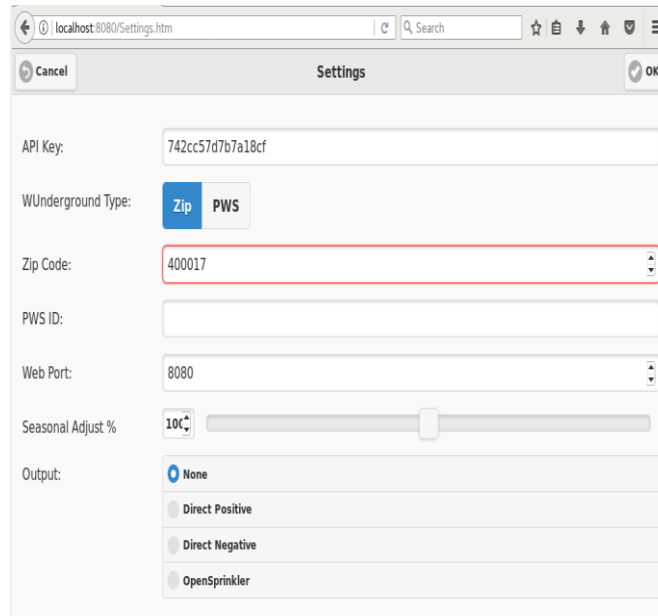 localhost:8080/Settings.htm
Search
Cancel
Settings
OK
API Key:
742cc57d7b7a18cf
WUnderground Type:
Zip PWS
Zip Code:
400017
PWS ID:
Web Port:
8080
Seasonal Adjust %
100
Output:
None
Direct Positive
Direct Negative
OpenSprinkler